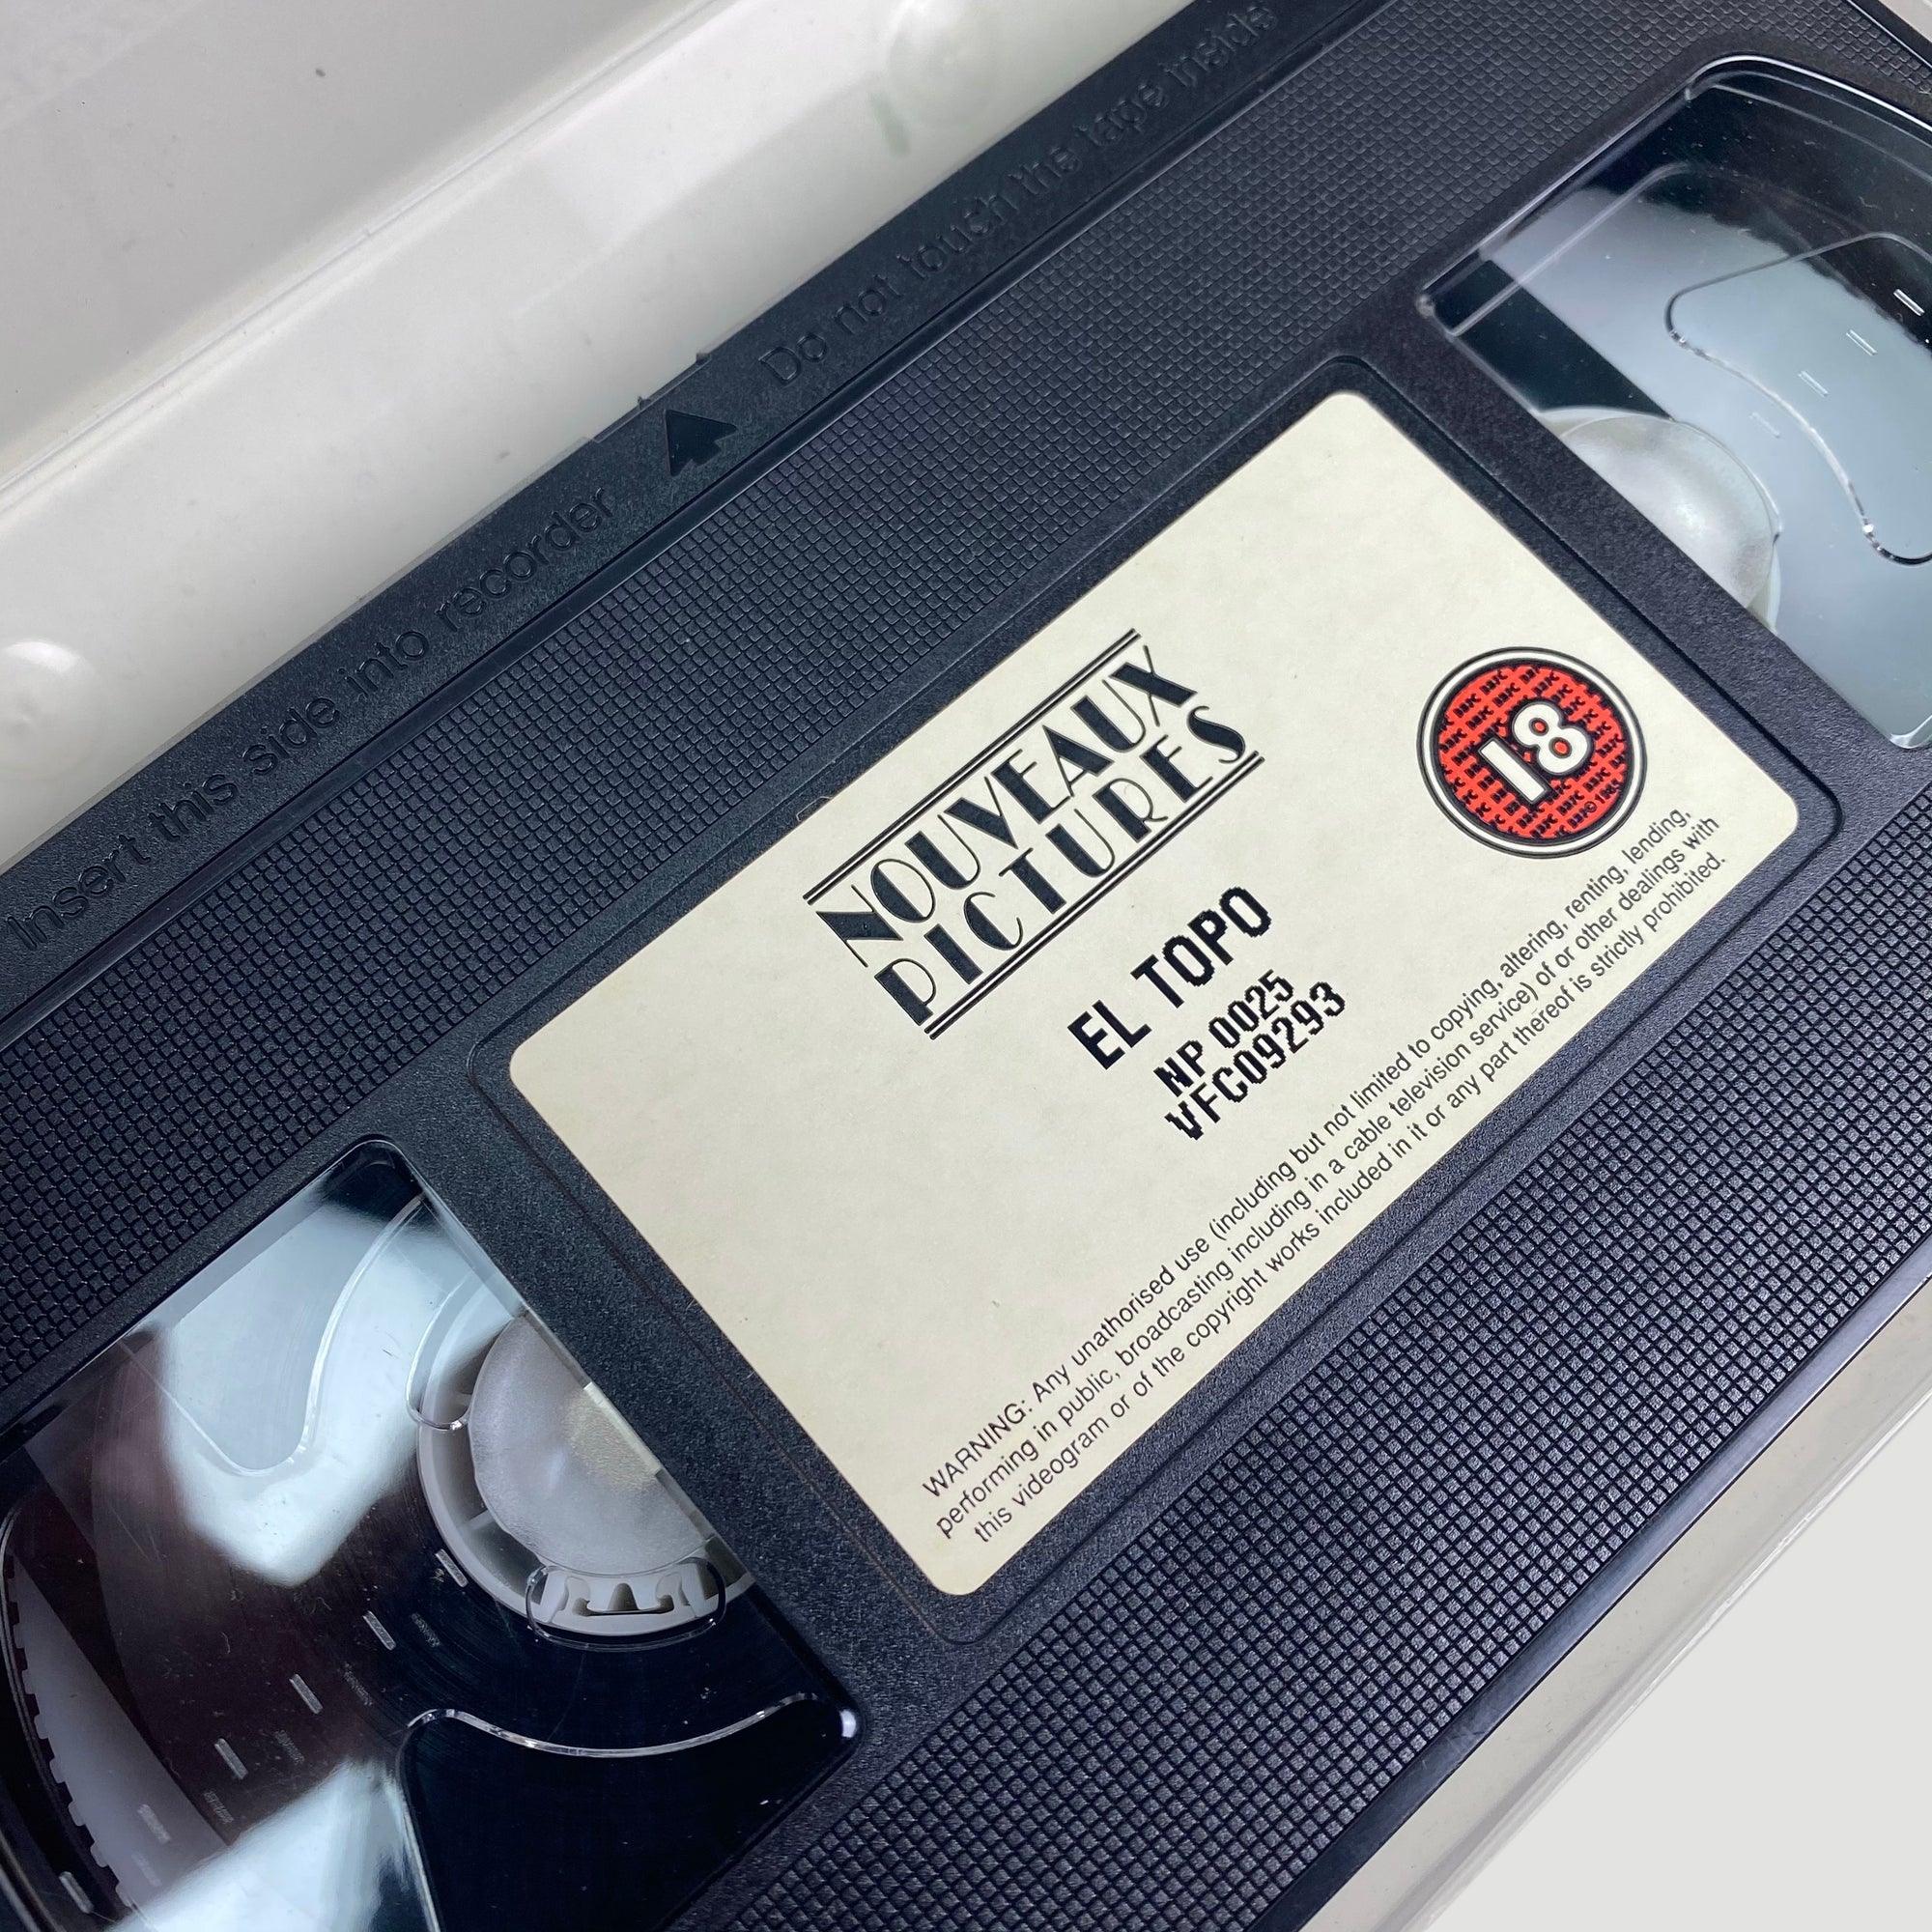 Insert this side into recorder
Do not touch the tape inside
NOUVEAUX
PICTURES
18
EL TOPO
NP 0025
VFC09293
WARNING: Any unathorised use (including but not limited to copying, altering, renting, lending,
performing in public, broadcasting including in a cable television service) of or other dealings with
this videogram or of the copyright works included in it or any part thereof is strictly prohibited.